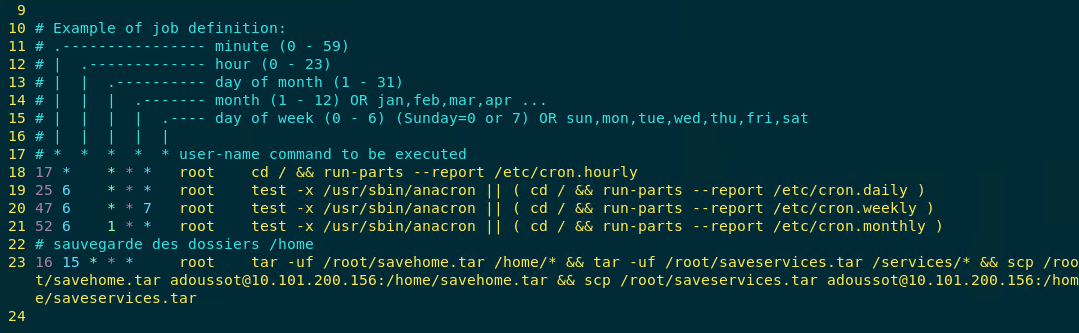 9
10 # Example of job definition:
11 # .---------------- minute (0 - 59)
12 # |  .------------- hour (0 - 23)
13 # |  |  .---------- day of month (1 - 31)
14 # |  |  |  .------- month (1 - 12) OR jan,feb,mar,apr ...
15 # |  |  |  |  .---- day of week (0 - 6) (Sunday=0 or 7) OR sun,mon,tue,wed,thu,fri,sat
16 # |  |  |  |  |
17 # *  *  *  *  * user-name command to be executed
18 17 *    * * *   root    cd / && run-parts --report /etc/cron.hourly
19 25 6    * * *   root    test -x /usr/sbin/anacron || ( cd / && run-parts --report /etc/cron.daily )
20 47 6    * * 7   root    test -x /usr/sbin/anacron || ( cd / && run-parts --report /etc/cron.weekly )
21 52 6    1 * *   root    test -x /usr/sbin/anacron || ( cd / && run-parts --report /etc/cron.monthly )
22 # sauvegarde des dossiers /home
23 16 15 * * *     root    tar -uf /root/savehome.tar /home/* && tar -uf /root/saveservices.tar /services/* && scp /roo
t/savehome.tar adoussot@10.101.200.156:/home/savehome.tar && scp /root/saveservices.tar adoussot@10.101.200.156:/hom
e/saveservices.tar
24